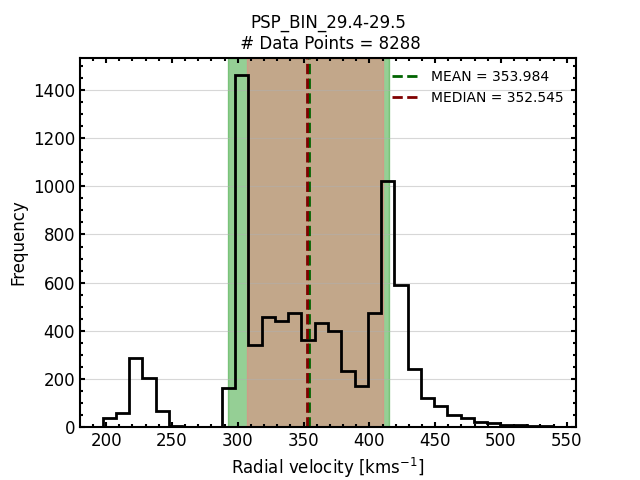 PSP_BIN_29.4-29.5
# Data Points = 8288
MEAN = 353.984
MEDIAN = 352.545
Frequency
1400
1200
1000
800
600
400
200
0
200 250 300 350 400 450 500 550
Radial velocity [kms⁻¹]